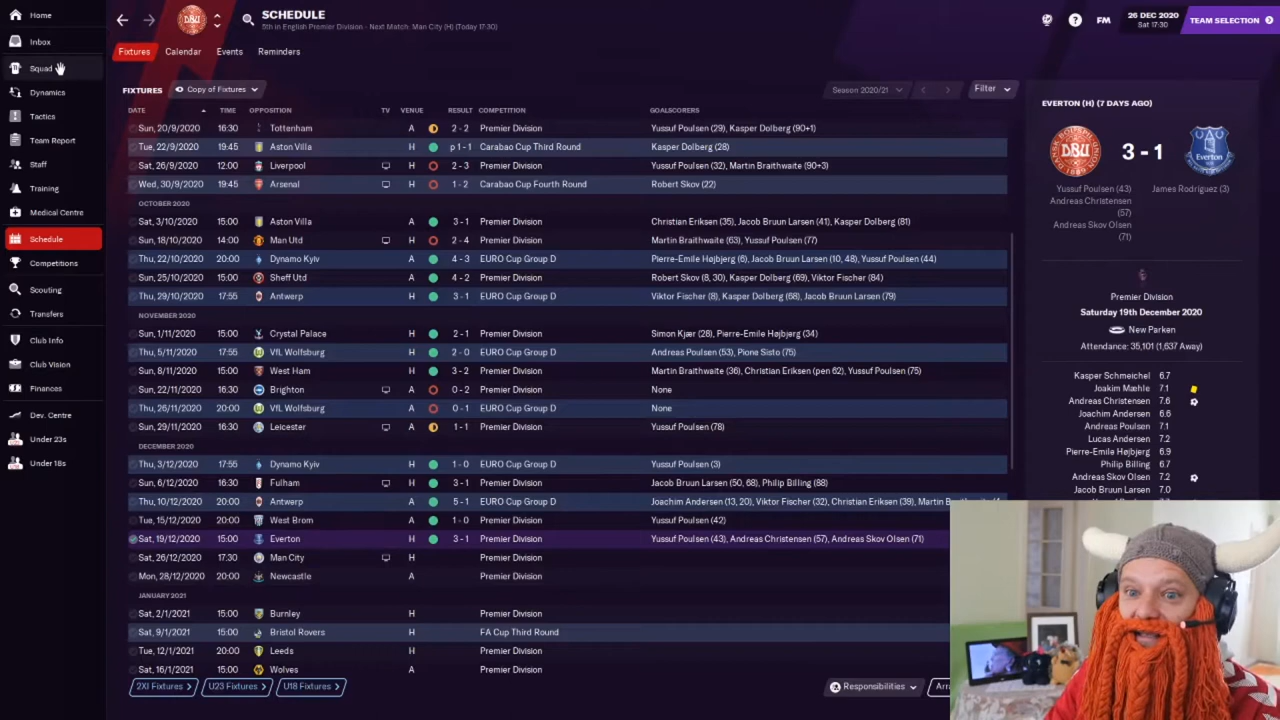 Home
Inbox
Squad
Dynamics
Tactics
Team Report
Staff
Training
Medical Centre
Schedule
Competitions
Scouting
Transfers
Club Info
Club Vision
Finances
Dev. Centre
Under 23s
Under 18s
DBU
SCHEDULE
5th in English Premier Division - Next Match: Man City (H) (Today 17:30)
FM
26 DEC 2020
Sat 17:30
TEAM SELECTION
Fixtures Calendar Events Reminders
FIXTURES Copy of Fixtures Season 2020/21 Filter
DATE TIME OPPOSITION TV VENUE RESULT COMPETITION GOALSCORERS
Sun, 20/9/2020 16:30 Tottenham A 2 - 2 Premier Division Yussuf Poulsen (29), Kasper Dolberg (90+1)
Tue, 22/9/2020 19:45 Aston Villa H p 1 - 1 Carabao Cup Third Round Kasper Dolberg (28)
Sat, 26/9/2020 12:00 Liverpool H 2 - 3 Premier Division Yussuf Poulsen (32), Martin Braithwaite (90+3)
Wed, 30/9/2020 19:45 Arsenal H 1 - 2 Carabao Cup Fourth Round Robert Skov (22)
OCTOBER 2020
Sat, 3/10/2020 15:00 Aston Villa A 3 - 1 Premier Division Christian Eriksen (35), Jacob Bruun Larsen (41), Kasper Dolberg (81)
Sun, 18/10/2020 14:00 Man Utd H 2 - 4 Premier Division Martin Braithwaite (63), Yussuf Poulsen (77)
Thu, 22/10/2020 20:00 Dynamo Kyiv A 4 - 3 EURO Cup Group D Pierre-Emile Højbjerg (6), Jacob Bruun Larsen (10, 48), Yussuf Poulsen (44)
Sun, 25/10/2020 15:00 Sheff Utd A 4 - 2 Premier Division Robert Skov (8, 30), Kasper Dolberg (69), Viktor Fischer (84)
Thu, 29/10/2020 17:55 Antwerp H 3 - 1 EURO Cup Group D Viktor Fischer (8), Kasper Dolberg (68), Jacob Bruun Larsen (79)
NOVEMBER 2020
Sun, 1/11/2020 15:00 Crystal Palace H 2 - 1 Premier Division Simon Kjær (28), Pierre-Emile Højbjerg (34)
Thu, 5/11/2020 17:55 VfL Wolfsburg A 2 - 0 EURO Cup Group D Andreas Poulsen (53), Pione Sisto (75)
Sun, 8/11/2020 15:00 West Ham H 3 - 2 Premier Division Martin Braithwaite (36), Christian Eriksen (pen 62), Yussuf Poulsen (75)
Sun, 22/11/2020 16:30 Brighton A 0 - 2 Premier Division None
Thu, 26/11/2020 20:00 VfL Wolfsburg H 0 - 1 EURO Cup Group D None
Sun, 29/11/2020 16:30 Leicester A 1 - 1 Premier Division Yussuf Poulsen (78)
DECEMBER 2020
Thu, 3/12/2020 17:55 Dynamo Kyiv H 1 - 0 EURO Cup Group D Yussuf Poulsen (3)
Sun, 6/12/2020 16:30 Fulham H 3 - 1 Premier Division Jacob Bruun Larsen (50, 68), Philip Billing (88)
Thu, 10/12/2020 20:00 Antwerp A 5 - 1 EURO Cup Group D Joachim Andersen (13, 20), Viktor Fischer (32), Christian Eriksen (39), Martin
Tue, 15/12/2020 20:00 West Brom A 1 - 0 Premier Division Yussuf Poulsen (42)
Sat, 19/12/2020 15:00 Everton H 3 - 1 Premier Division Yussuf Poulsen (43), Andreas Christensen (57), Andreas Skov Olsen (71)
Sat, 26/12/2020 17:30 Man City H Premier Division
Mon, 28/12/2020 20:00 Newcastle A Premier Division
JANUARY 2021
Sat, 2/1/2021 15:00 Burnley H Premier Division
Sat, 9/1/2021 15:00 Bristol Rovers H FA Cup Third Round
Tue, 12/1/2021 20:00 Leeds H Premier Division
Sat, 16/1/2021 15:00 Wolves A Premier Division
2XI Fixtures U23 Fixtures U18 Fixtures Responsibilities
EVERTON (H) (7 DAYS AGO)
DBU 3 - 1 Everton
Yussuf Poulsen (43) James Rodríguez (3)
Andreas Christensen
(57)
Andreas Skov Olsen
(71)
Premier Division
Saturday 19th December 2020
New Parken
Attendance: 35,101 (1,637 Away)
Kasper Schmeichel 6.7
Joakim Mæhle 7.1
Andreas Christensen 7.6
Joachim Andersen 6.6
Andreas Poulsen 7.1
Lucas Andersen 7.2
Pierre-Emile Højbjerg 6.9
Philip Billing 6.7
Andreas Skov Olsen 7.2
Jacob Bruun Larsen 7.0